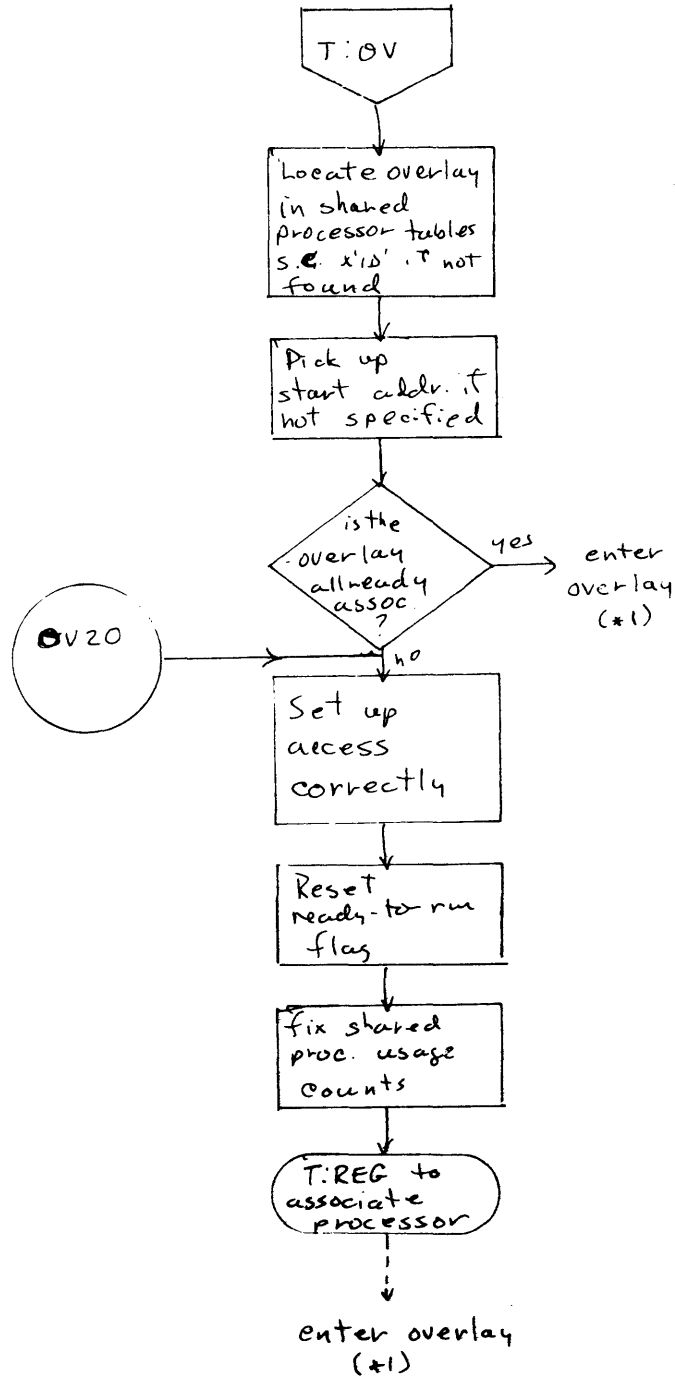 T:OV
Locate overlay
in shared
processor tables
s.c. x'1D' if not
found
Pick up
start addr. if
not specified
is the
overlay
allready
assoc.
?
yes
enter
overlay
(*1)
OV20
no
Set up
access
correctly
Reset
ready-to-run
flag
fix shared
proc. usage
counts
T:REG to
associate
processor
enter overlay
(*1)